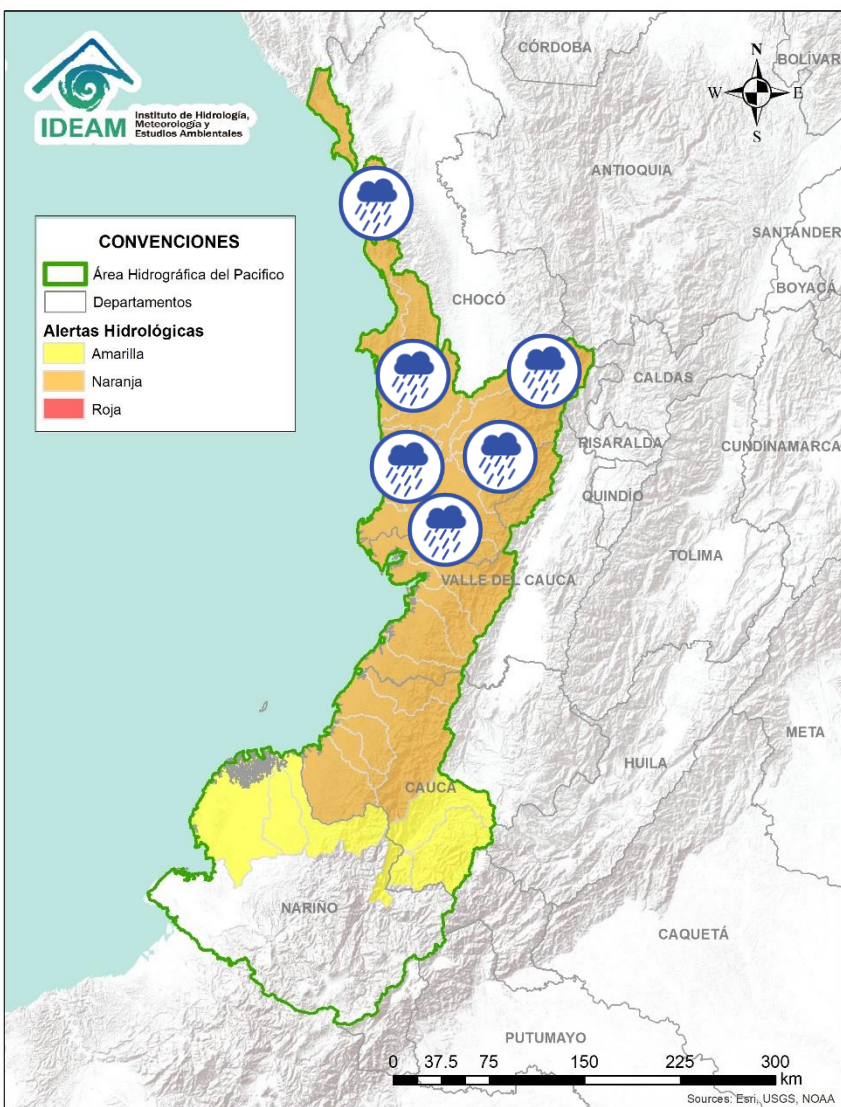 IDEAM
Instituto de Hidrología,
Meteorología y
Estudios Ambientales
CÓRDOBA
BOLÍVAR
N
W
E
S
ANTIOQUIA
SANTANDER
CONVENCIONES
Área Hidrográfica del Pacifico
Departamentos
Alertas Hidrológicas
Amarilla
Naranja
Roja
BOYACÁ
CHOCÓ
CALDAS
RISARALDA
CUNDINAMARCA
QUINDÍO
TOLIMA
VALLE DEL CAUCA
META
HUILA
CAUCA
NARIÑO
CAQUETÁ
PUTUMAYO
0 37.5 75 150 225 300
km
Sources: Esri, USGS, NOAA